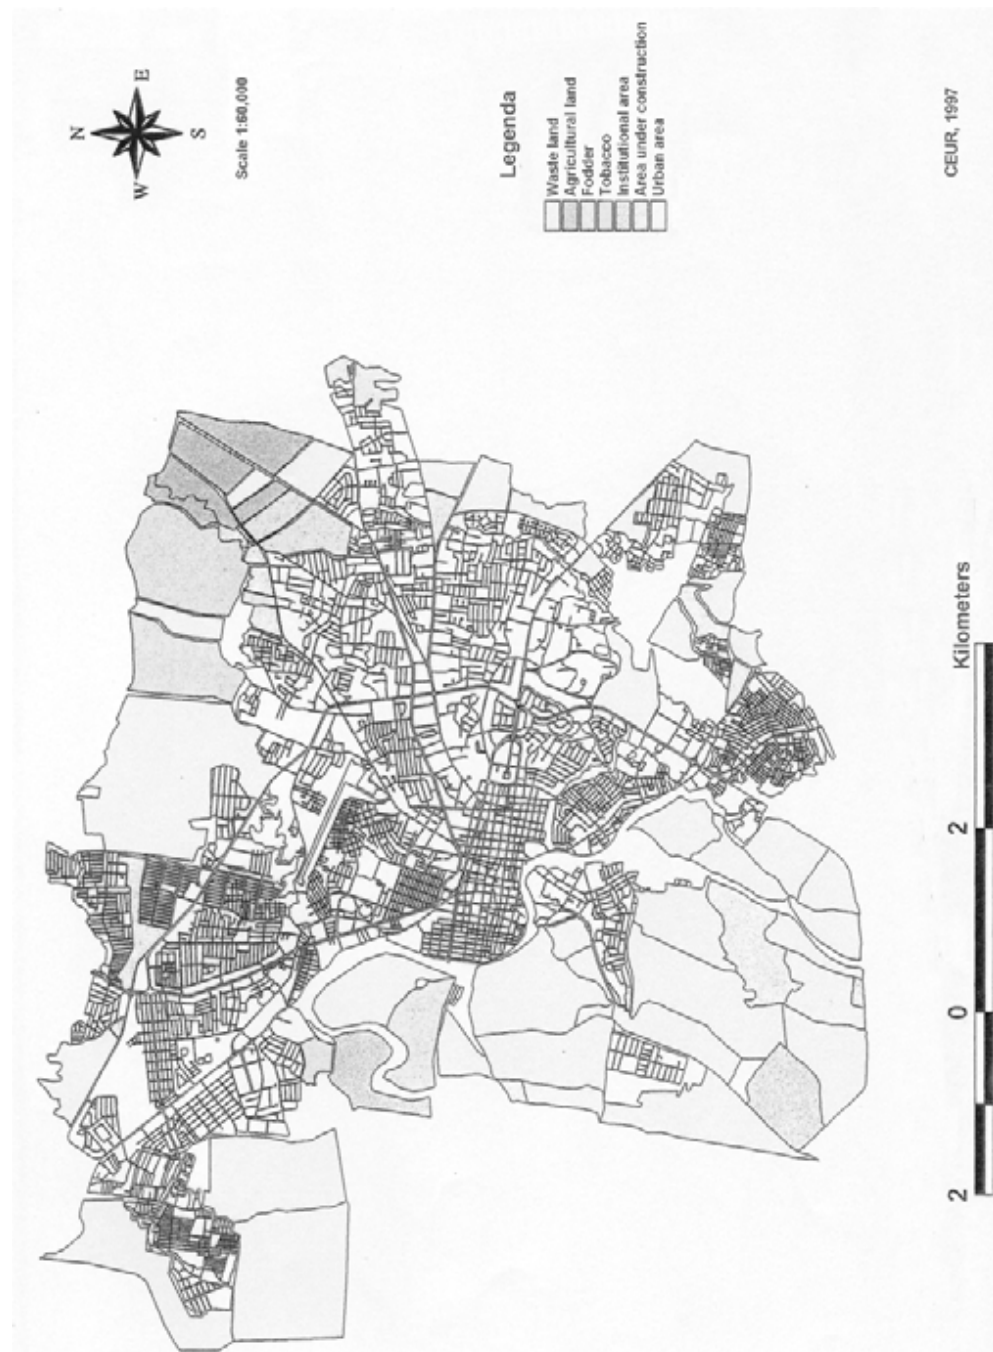 N
E
S
W
Scale 1:60,000
Legenda
Waste land
Agricultural land
Fodder
Tobacco
Institutional area
Area under construction
Urban area
CEUR, 1997
2 0 2 Kilometers